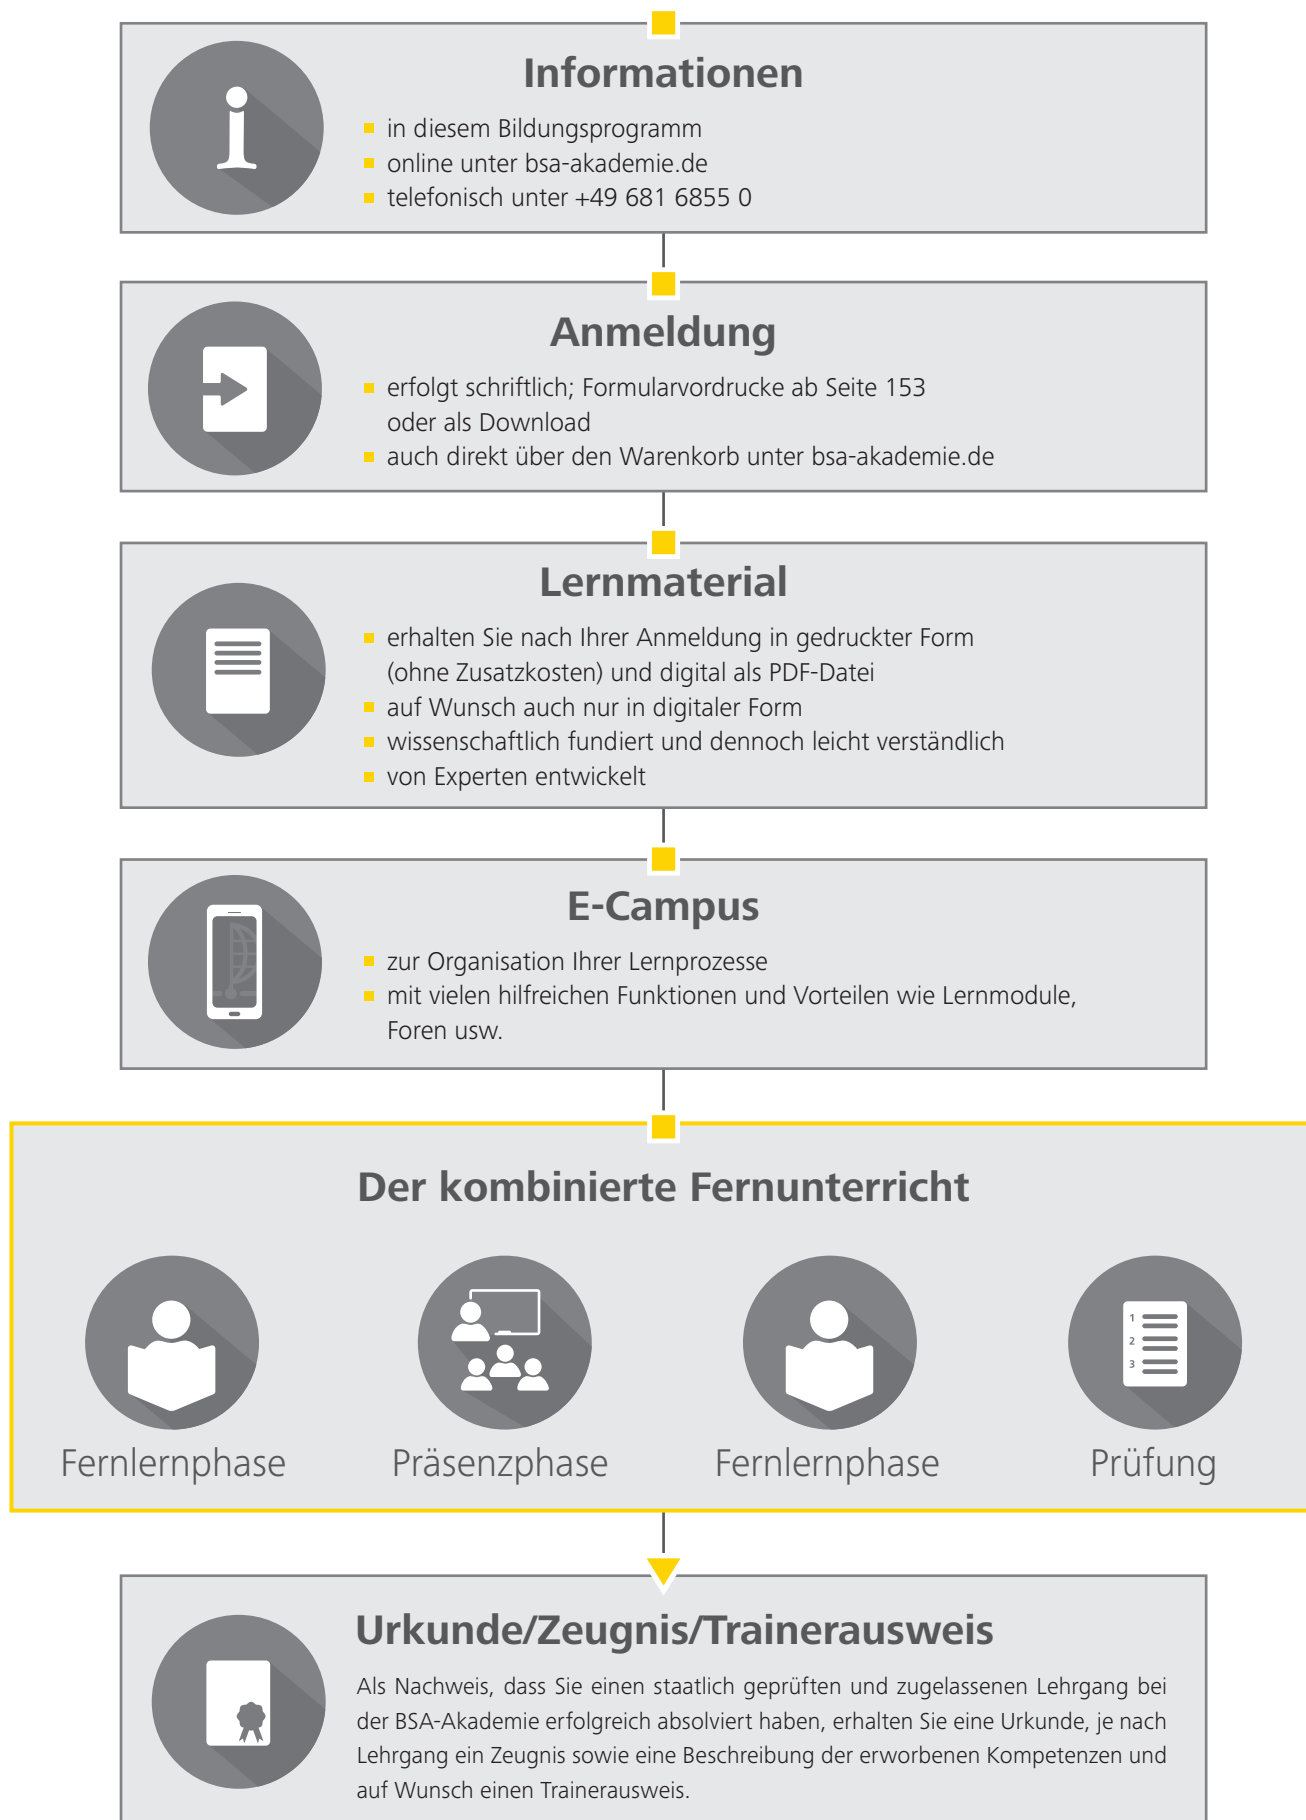 Informationen
in diesem Bildungsprogramm
online unter bsa-akademie.de
telefonisch unter +49 681 6855 0
Anmeldung
erfolgt schriftlich; Formularvordrucke ab Seite 153
oder als Download
auch direkt über den Warenkorb unter bsa-akademie.de
Lernmaterial
erhalten Sie nach Ihrer Anmeldung in gedruckter Form
(ohne Zusatzkosten) und digital als PDF-Datei
auf Wunsch auch nur in digitaler Form
wissenschaftlich fundiert und dennoch leicht verständlich
von Experten entwickelt
E-Campus
zur Organisation Ihrer Lernprozesse
mit vielen hilfreichen Funktionen und Vorteilen wie Lernmodule,
Foren usw.
Der kombinierte Fernunterricht
1
2
3
Fernlernphase Präsenzphase Fernlernphase Prüfung
Urkunde/Zeugnis/Trainerausweis
Als Nachweis, dass Sie einen staatlich geprüften und zugelassenen Lehrgang bei
der BSA-Akademie erfolgreich absolviert haben, erhalten Sie eine Urkunde, je nach
Lehrgang ein Zeugnis sowie eine Beschreibung der erworbenen Kompetenzen und
auf Wunsch einen Trainerausweis.